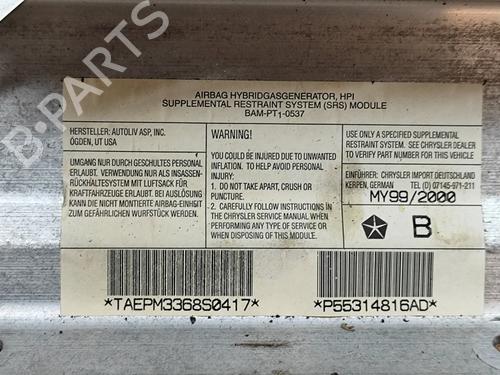 B-PARTS
AIRBAG HYBRIDGASGENERATOR, HPI
SUPPLEMENTAL RESTRAINT SYSTEM (SRS) MODULE
BAM-PT1-0537
HERSTELLER: AUTOLIV ASP, INC.
OGDEN, UT USA
UMGANG NUR DURCH GESCHULTES PERSONAL
ERLAUBT. VERWENDUNG NUR ALS INSASSEN-
RÜCKHALTESYSTEM MIT LUFTSACK FÜR
KRAFTFAHRZEUGE ERLAUBT. BEI AUSLÖSUNG
KANN DIE NICHT MONTIERTE AIRBAG-EINHEIT
ZUM GEFÄHRLICHEN WURFSTÜCK WERDEN.
WARNING!
YOU COULD BE INJURED DUE TO UNWANTED
INFLATION. TO HELP AVOID PERSONAL
INJURY:
1. DO NOT TAKE APART, CRUSH OR
PUNCTURE.
2. CAREFULLY FOLLOW INSTRUCTIONS IN
THE CHRYSLER SERVICE MANUAL WHEN
PERFORMING ANY TYPE OF SERVICE
OR WHEN DISPOSING OF THIS MODULE.
USE ONLY A SPECIFIED SUPPLEMENTAL
RESTRAINT SYSTEM. SEE CHRYSLER DEALER
TO VERIFY PART NUMBER FOR THIS VEHICLE
EINFÜHRER: CHRYSLER IMPORT DEUTSCHLAND
KERPEN, GERMAN TEL (0) 07145-971-211
MY99/2000
B
*TAEPM3368S0417*
*P55314816AD*